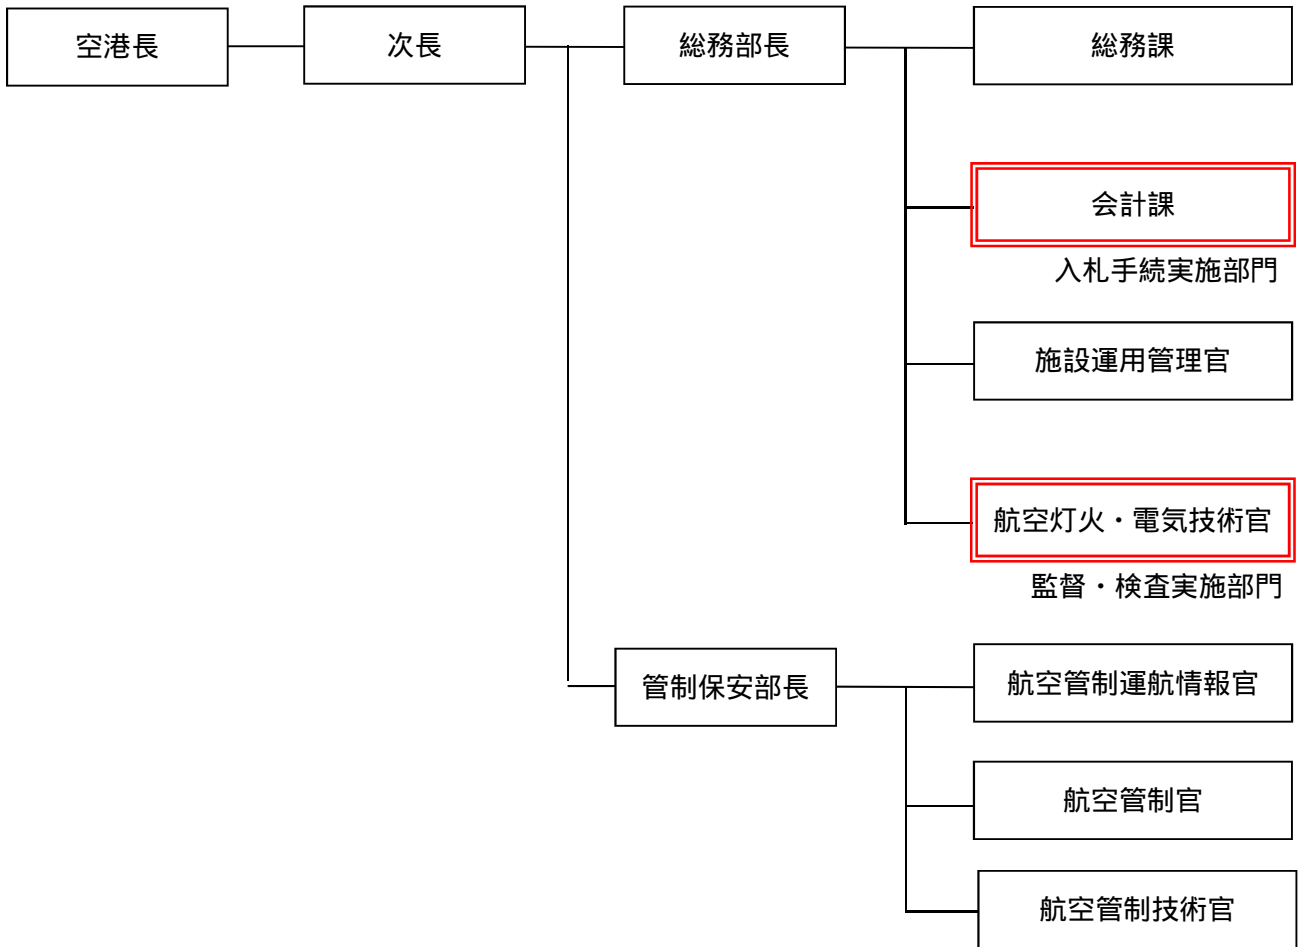 空港長
次長
総務部長
総務課
会計課
入札手続実施部門
施設運用管理官
航空灯火・電気技術官
監督・検査実施部門
管制保安部長
航空管制運航情報官
航空管制官
航空管制技術官